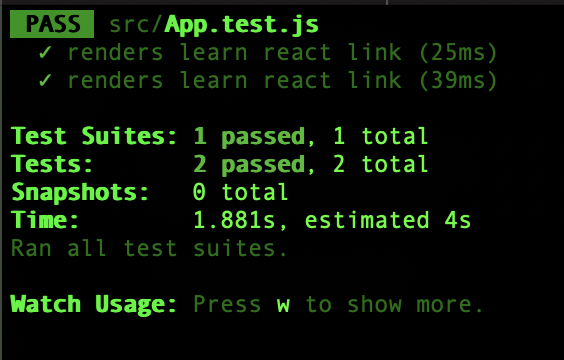 PASS src/App.test.js
✓ renders learn react link (25ms)
✓ renders learn react link (39ms)
Test Suites: 1 passed, 1 total
Tests: 2 passed, 2 total
Snapshots: 0 total
Time: 1.881s, estimated 4s
Ran all test suites.
Watch Usage: Press w to show more.